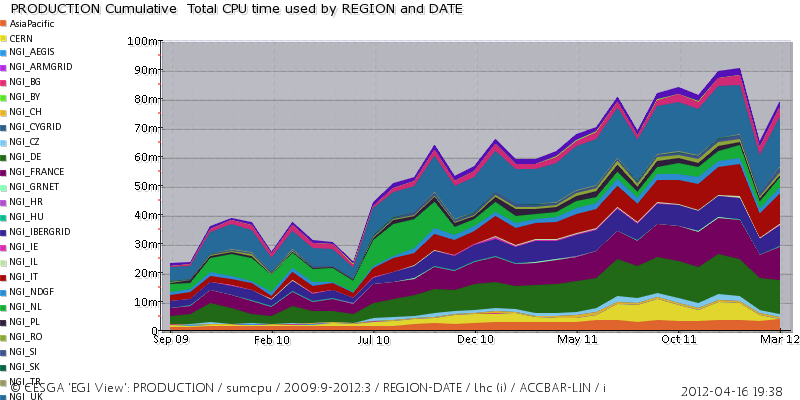 PRODUCTION Cumulative  Total CPU time used by REGION and DATE
AsiaPacific
CERN
NGI_AEGIS
NGI_ARMGRID
NGI_BG
NGI_BY
NGI_CH
NGI_CYGRID
NGI_CZ
NGI_DE
NGI_FRANCE
NGI_GRNET
NGI_HR
NGI_HU
NGI_IBERGRID
NGI_IE
NGI_IL
NGI_IT
NGI_NDGF
NGI_NL
NGI_PL
NGI_RO
NGI_SI
NGI_SK
NGI_TR
NGI_UK
100m
90m
80m
70m
60m
50m
40m
30m
20m
10m
0
Sep 09 Feb 10 Jul 10 Dec 10 May 11 Oct 11 Mar 12
© CESGA 'EGI View': PRODUCTION / sumcpu / 2009:9-2012:3 / REGION-DATE / lhc (i) / ACCBAR-LIN / i
2012-04-16 19:38